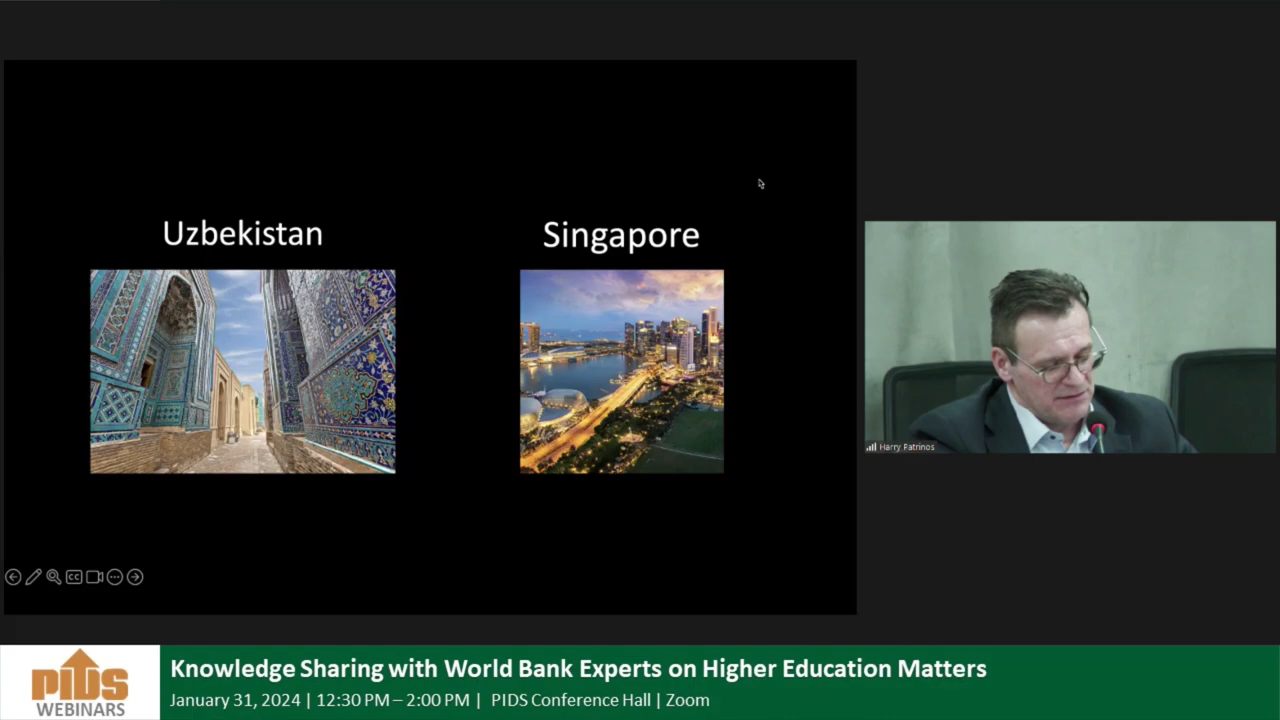 Uzbekistan
Singapore
CC
Harry Patrinos
PIDS
WEBINARS
Knowledge Sharing with World Bank Experts on Higher Education Matters
January 31, 2024 | 12:30 PM – 2:00 PM | PIDS Conference Hall | Zoom